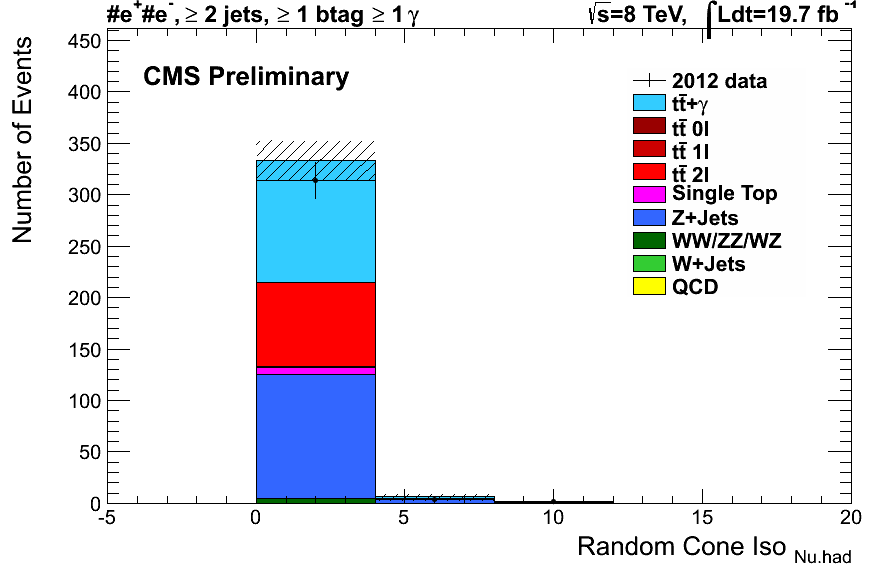 #e⁺#e⁻, ≥ 2 jets, ≥ 1 btag ≥ 1 γ
√s=8 TeV, ∫Ldt=19.7 fb⁻¹
CMS Preliminary
2012 data
tt̄+γ
tt̄ 0l
tt̄ 1l
tt̄ 2l
Single Top
Z+Jets
WW/ZZ/WZ
W+Jets
QCD
Number of Events
450
400
350
300
250
200
150
100
50
0
-5 0 5 10 15 20
Random Cone Iso Nu.had